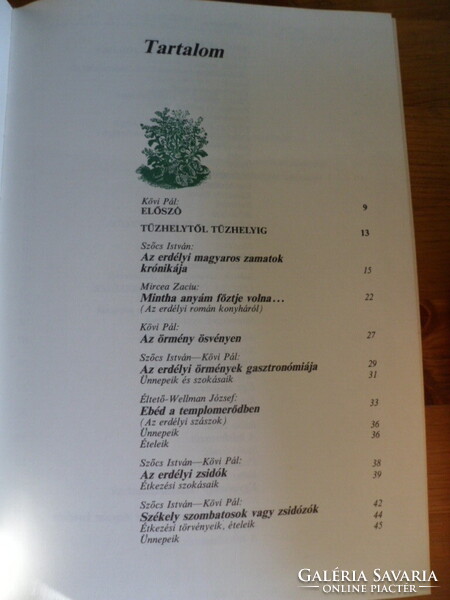 Tartalom
Kövi Pál:
ELŐSZÓ 9
TŰZHELYTŐL TŰZHELYIG 13
Szőcs István:
Az erdélyi magyaros zamatok
krónikája 15
Mircea Zaciu:
Mintha anyám főztje volna... 22
(Az erdélyi román konyháról)
Kövi Pál:
Az örmény ösvényen 27
Szőcs István—Kövi Pál:
Az erdélyi örmények gasztronómiája 29
Ünnepeik és szokásaik 31
Éltető-Wellman József:
Ebéd a templomerődben 33
(Az erdélyi szászok)
Ünnepeik 36
Ételeik 36
Szőcs István—Kövi Pál: 38
Az erdélyi zsidók 39
Étkezési szokásaik
Szőcs István—Kövi Pál: 42
Székely szombatosok vagy zsidózók 44
Étkezési törvényeik, ételeik 45
Ünnepeik
GALÉRIA SAVARIA
ONLINE PIACTÉR